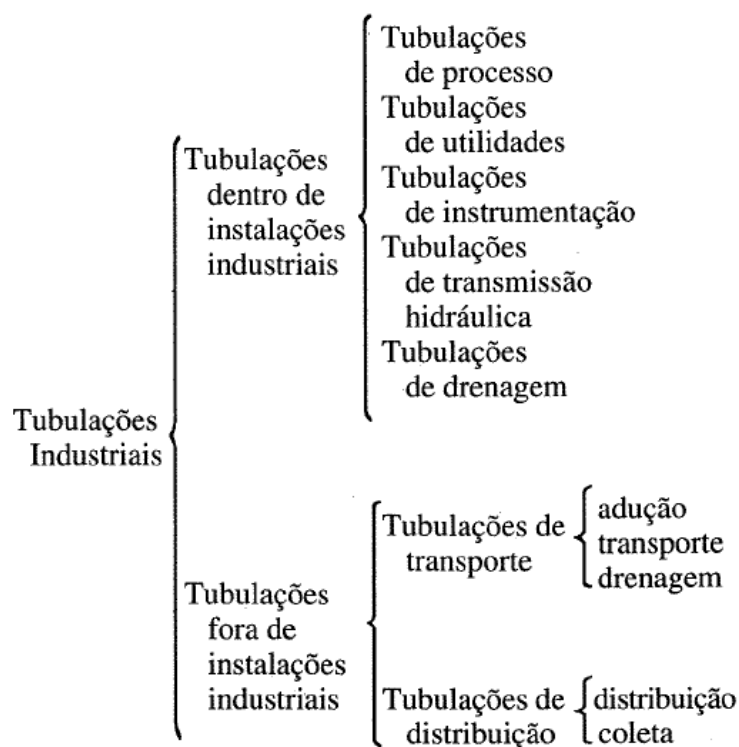 Tubulações
Industriais
Tubulações
dentro de
instalações
industriais
Tubulações
de processo
Tubulações
de utilidades
Tubulações
de instrumentação
Tubulações
de transmissão
hidráulica
Tubulações
de drenagem
Tubulações
fora de
instalações
industriais
Tubulações de
transporte
adução
transporte
drenagem
Tubulações de
distribuição
distribuição
coleta